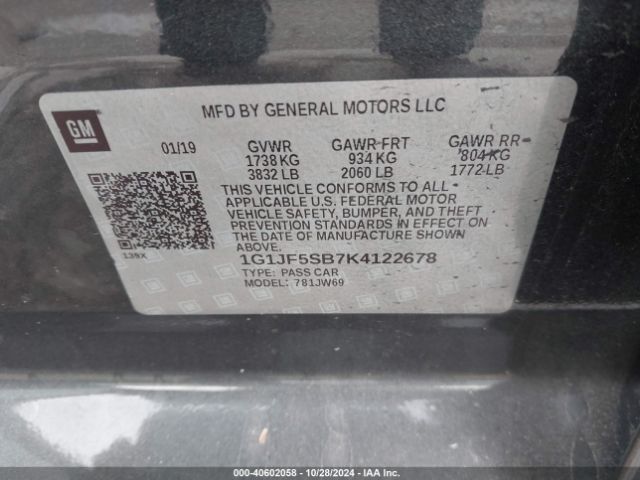 MFD BY GENERAL MOTORS LLC
GM
01/19 GVWR GAWR FRT GAWR RR
1738 KG 934 KG 804 KG
3832 LB 2060 LB 1772 LB
THIS VEHICLE CONFORMS TO ALL
APPLICABLE U.S. FEDERAL MOTOR
VEHICLE SAFETY, BUMPER, AND THEFT
PREVENTION STANDARDS IN EFFECT ON
THE DATE OF MANUFACTURE SHOWN
ABOVE.
139X
1G1JF5SB7K4122678
TYPE: PASS CAR
MODEL: 781JW69
000-40602058 - 10/28/2024 - IAA Inc.